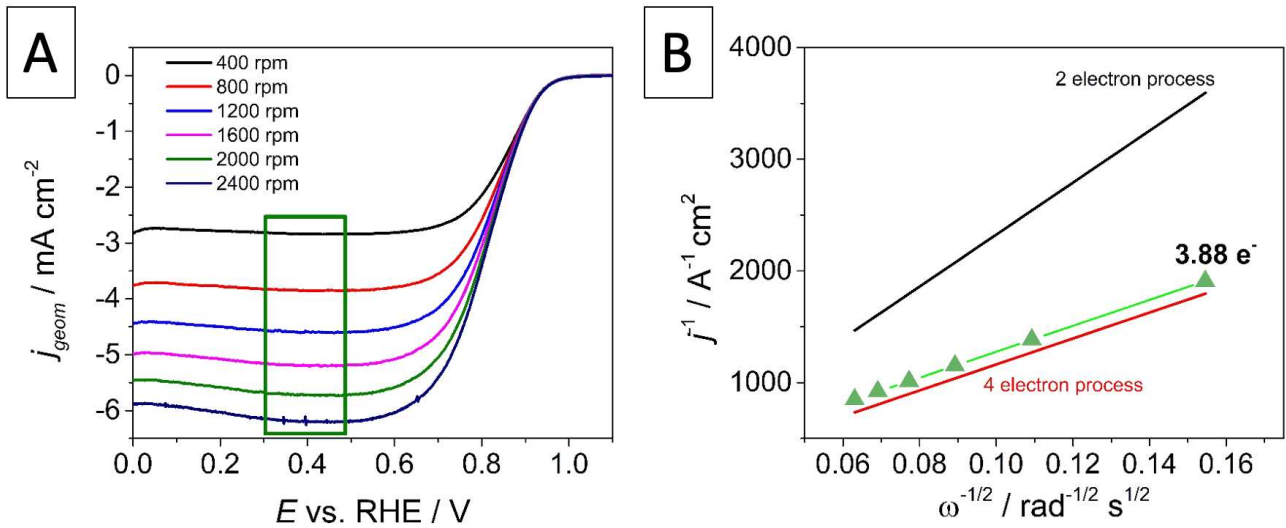 A
400 rpm
800 rpm
1200 rpm
1600 rpm
2000 rpm
2400 rpm
0
-1
-2
-3
-4
-5
-6
j_geom / mA cm⁻²
0.0 0.2 0.4 0.6 0.8 1.0
E vs. RHE / V
B
4000
3000
2000
1000
j⁻¹ / A⁻¹ cm²
2 electron process
3.88 e⁻
4 electron process
0.06 0.08 0.10 0.12 0.14 0.16
ω⁻¹/² / rad⁻¹/² s¹/²